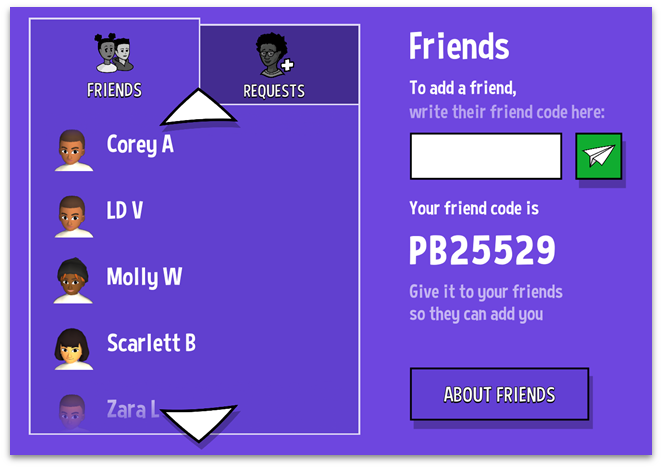 FRIENDS
REQUESTS
Corey A
LD V
Molly W
Scarlett B
Zara L
Friends
To add a friend,
write their friend code here:
Your friend code is
PB25529
Give it to your friends
so they can add you
ABOUT FRIENDS